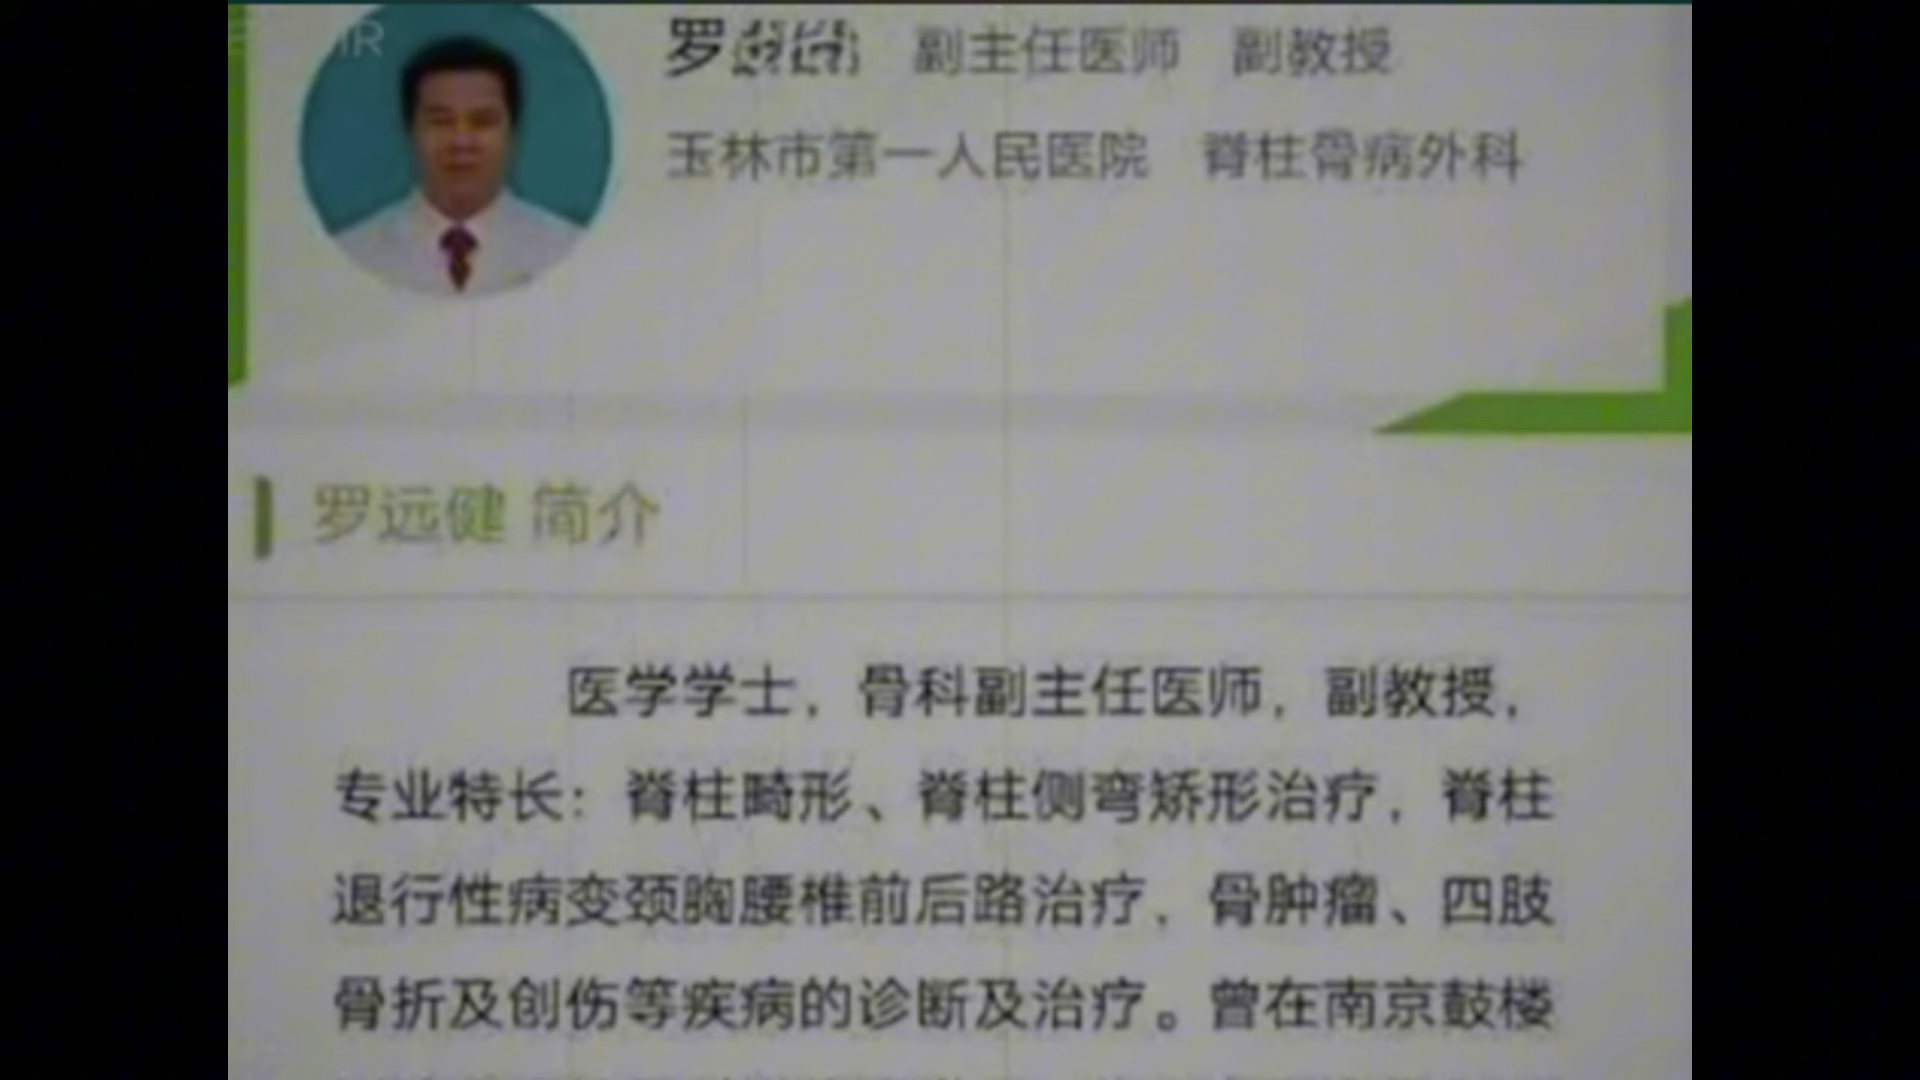 罗 副主任医师 副教授
玉林市第一人民医院 脊柱骨病外科
罗远健 简介
医学学士，骨科副主任医师，副教授，
专业特长：脊柱畸形、脊柱侧弯矫形治疗，脊柱
退行性病变颈胸腰椎前后路治疗，骨肿瘤、四肢
骨折及创伤等疾病的诊断及治疗。曾在南京鼓楼